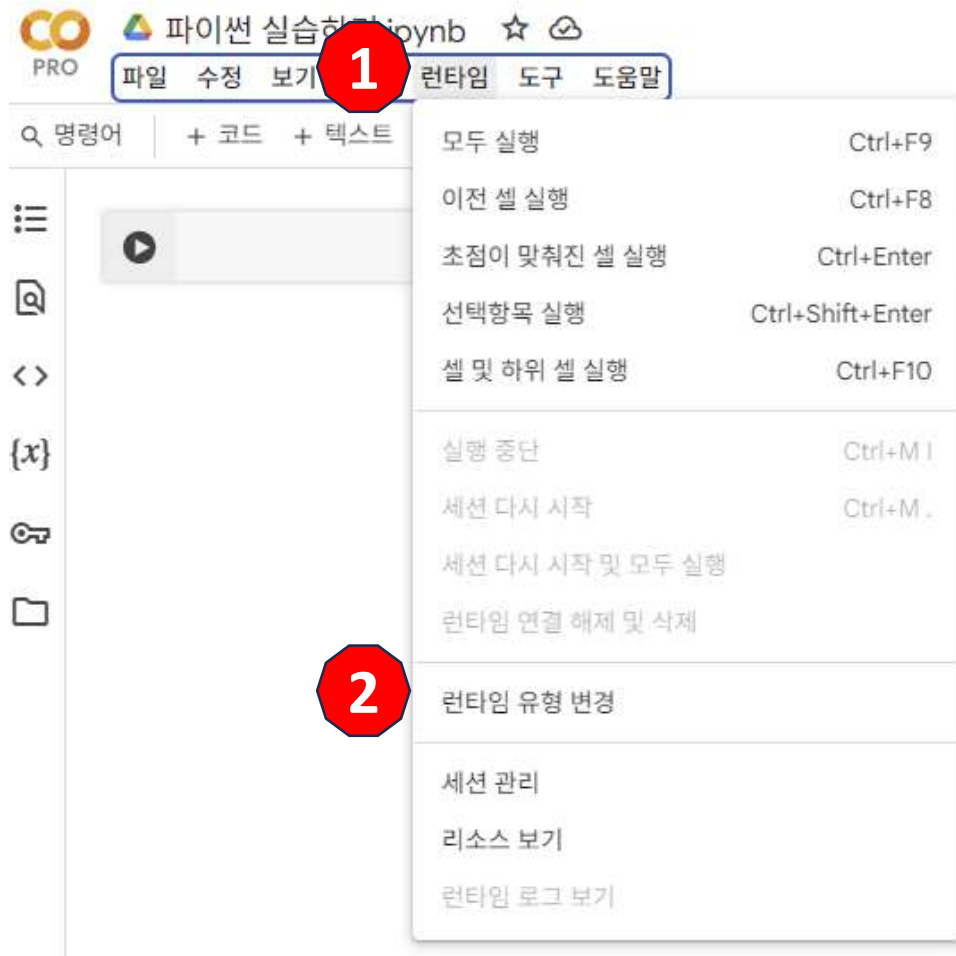 CO 파이썬 실습하기.ipynb
PRO
파일 수정 보기 1 런타임 도구 도움말
명령어 + 코드 + 텍스트
모두 실행 Ctrl+F9
이전 셀 실행 Ctrl+F8
초점이 맞춰진 셀 실행 Ctrl+Enter
선택항목 실행 Ctrl+Shift+Enter
셀 및 하위 셀 실행 Ctrl+F10
{x}
실행 중단 Ctrl+M I
세션 다시 시작 Ctrl+M .
세션 다시 시작 및 모두 실행
런타임 연결 해제 및 삭제
2 런타임 유형 변경
세션 관리
리소스 보기
런타임 로그 보기